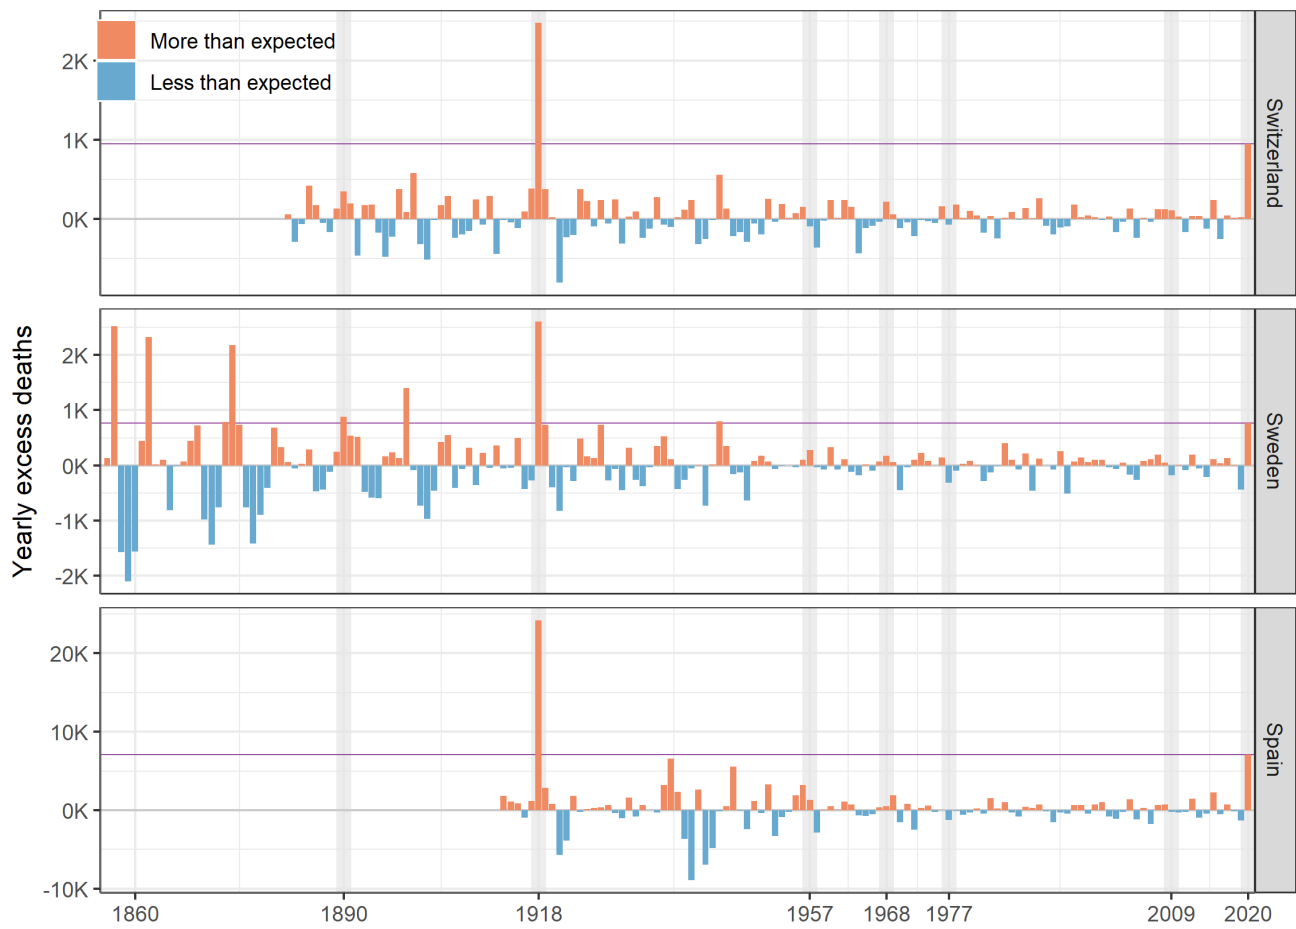 More than expected
Less than expected
2K
1K
0K
Switzerland
Yearly excess deaths
2K
1K
0K
-1K
-2K
Sweden
20K
10K
0K
-10K
Spain
1860 1890 1918 1957 1968 1977 2009 2020